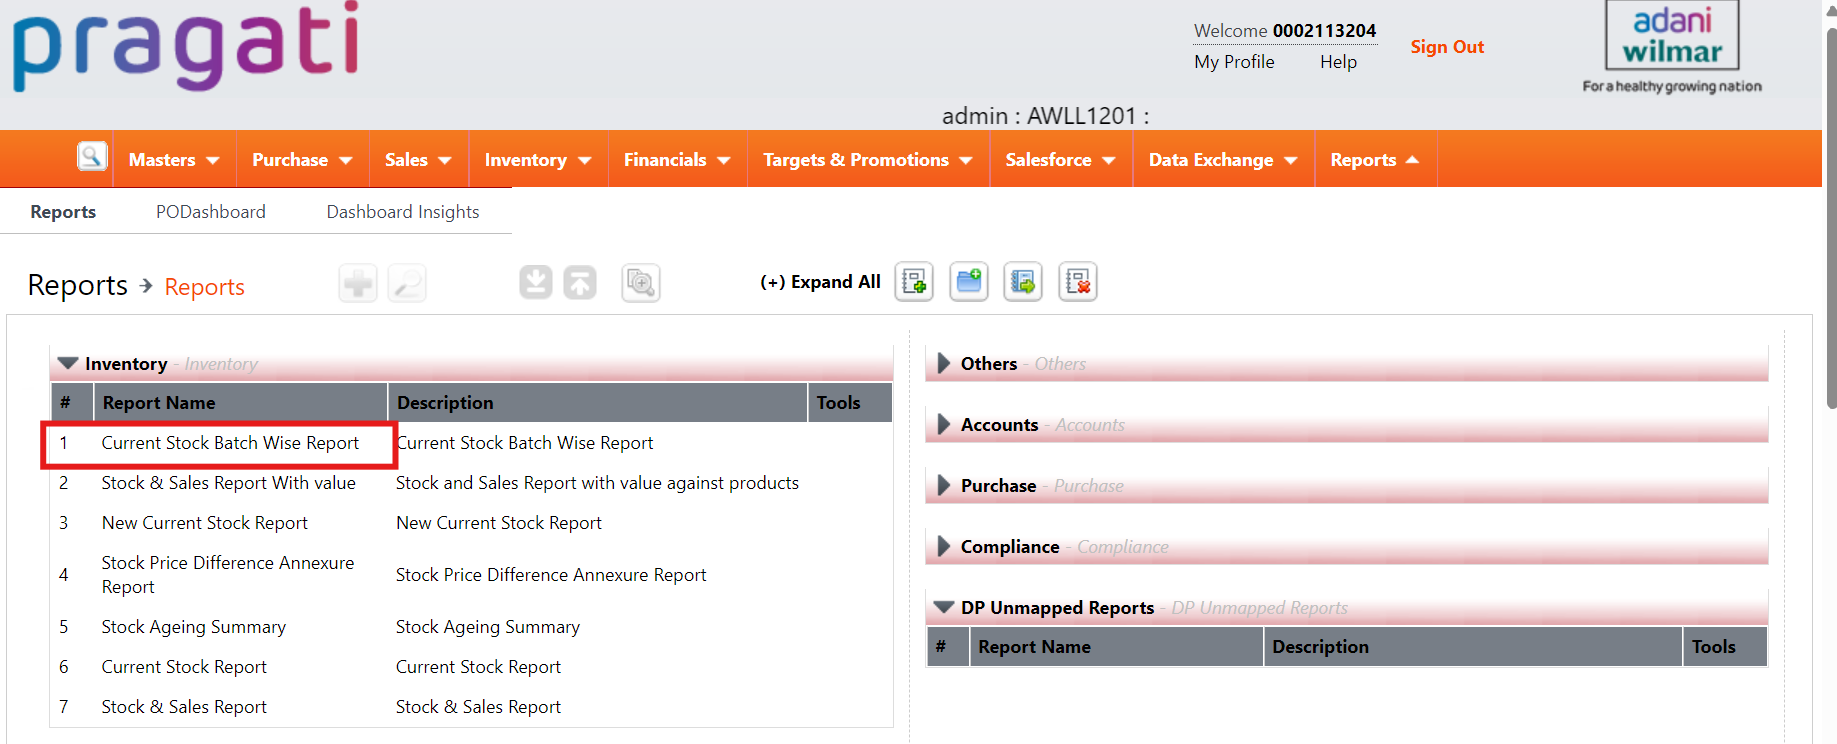 pragati
Welcome 0002113204
My Profile Help
Sign Out
adani
wilmar
For a healthy growing nation
admin : AWLL1201 :
Masters Purchase Sales Inventory Financials Targets & Promotions Salesforce Data Exchange Reports
Reports PODashboard Dashboard Insights
Reports Reports
(+) Expand All
Inventory - Inventory
# Report Name Description Tools
1 Current Stock Batch Wise Report Current Stock Batch Wise Report
2 Stock & Sales Report With value Stock and Sales Report with value against products
3 New Current Stock Report New Current Stock Report
4 Stock Price Difference Annexure Report Stock Price Difference Annexure Report
5 Stock Ageing Summary Stock Ageing Summary
6 Current Stock Report Current Stock Report
7 Stock & Sales Report Stock & Sales Report
Others - Others
Accounts - Accounts
Purchase - Purchase
Compliance - Compliance
DP Unmapped Reports - DP Unmapped Reports
# Report Name Description Tools